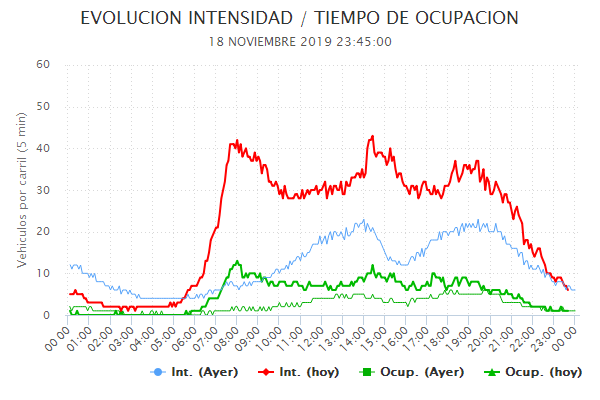 EVOLUCION INTENSIDAD / TIEMPO DE OCUPACION
18 NOVIEMBRE 2019 23:45:00
Vehiculos por carril (5 min)
60
50
40
30
20
10
0
00:00 01:00 02:00 03:00 04:00 05:00 06:00 07:00 08:00 09:00 10:00 11:00 12:00 13:00 14:00 15:00 16:00 17:00 18:00 19:00 20:00 21:00 22:00 23:00 00:00
Int. (Ayer) Int. (hoy) Ocup. (Ayer) Ocup. (hoy)